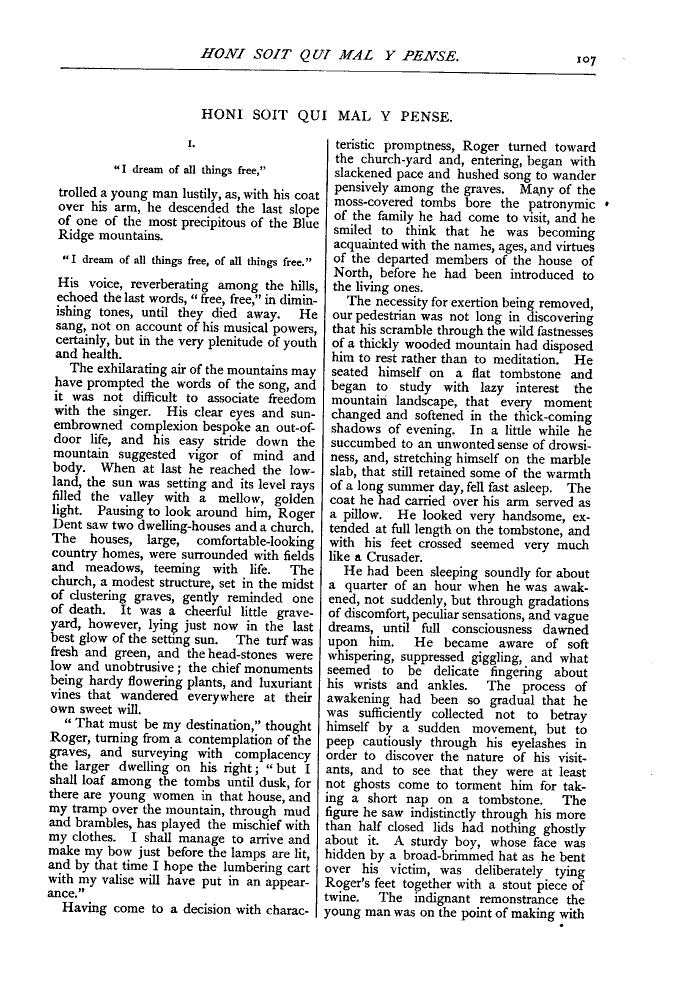 HONI SOIT QUI MAL Y PENSE.
107
HONI SOIT QUI MAL Y PENSE.
I.
"I dream of all things free,"
trolled a young man lustily, as, with his coat
over his arm, he descended the last slope
of one of the most precipitous of the Blue
Ridge mountains.
"I dream of all things free, of all things free."
His voice, reverberating among the hills,
echoed the last words, "free, free," in dimin-
ishing tones, until they died away. He
sang, not on account of his musical powers,
certainly, but in the very plenitude of youth
and health.
The exhilarating air of the mountains may
have prompted the words of the song, and
it was not difficult to associate freedom
with the singer. His clear eyes and sun-
embrowned complexion bespoke an out-of-
door life, and his easy stride down the
mountain suggested vigor of mind and
body. When at last he reached the low-
land, the sun was setting and its level rays
filled the valley with a mellow, golden
light. Pausing to look around him, Roger
Dent saw two dwelling-houses and a church.
The houses, large, comfortable-looking
country homes, were surrounded with fields
and meadows, teeming with life. The
church, a modest structure, set in the midst
of clustering graves, gently reminded one
of death. It was a cheerful little grave-
yard, however, lying just now in the last
best glow of the setting sun. The turf was
fresh and green, and the head-stones were
low and unobtrusive; the chief monuments
being hardy flowering plants, and luxuriant
vines that wandered everywhere at their
own sweet will.
"That must be my destination," thought
Roger, turning from a contemplation of the
graves, and surveying with complacency
the larger dwelling on his right; "but I
shall loaf among the tombs until dusk, for
there are young women in that house, and
my tramp over the mountain, through mud
and brambles, has played the mischief with
my clothes. I shall manage to arrive and
make my bow just before the lamps are lit,
and by that time I hope the lumbering cart
with my valise will have put in an appear-
ance."
Having come to a decision with charac-
teristic promptness, Roger turned toward
the church-yard and, entering, began with
slackened pace and hushed song to wander
pensively among the graves. Many of the
moss-covered tombs bore the patronymic
of the family he had come to visit, and he
smiled to think that he was becoming
acquainted with the names, ages, and virtues
of the departed members of the house of
North, before he had been introduced to
the living ones.
The necessity for exertion being removed,
our pedestrian was not long in discovering
that his scramble through the wild fastnesses
of a thickly wooded mountain had disposed
him to rest rather than to meditation. He
seated himself on a flat tombstone and
began to study with lazy interest the
mountain landscape, that every moment
changed and softened in the thick-coming
shadows of evening. In a little while he
succumbed to an unwonted sense of drowsi-
ness, and, stretching himself on the marble
slab, that still retained some of the warmth
of a long summer day, fell fast asleep. The
coat he had carried over his arm served as
a pillow. He looked very handsome, ex-
tended at full length on the tombstone, and
with his feet crossed seemed very much
like a Crusader.
He had been sleeping soundly for about
a quarter of an hour when he was awak-
ened, not suddenly, but through gradations
of discomfort, peculiar sensations, and vague
dreams, until full consciousness dawned
upon him. He became aware of soft
whispering, suppressed giggling, and what
seemed to be delicate fingering about
his wrists and ankles. The process of
awakening had been so gradual that he
was sufficiently collected not to betray
himself by a sudden movement, but to
peep cautiously through his eyelashes in
order to discover the nature of his visit-
ants, and to see that they were at least
not ghosts come to torment him for tak-
ing a short nap on a tombstone. The
figure he saw indistinctly through his more
than half closed lids had nothing ghostly
about it. A sturdy boy, whose face was
hidden by a broad-brimmed hat as he bent
over his victim, was deliberately tying
Roger's feet together with a stout piece of
twine. The indignant remonstrance the
young man was on the point of making with